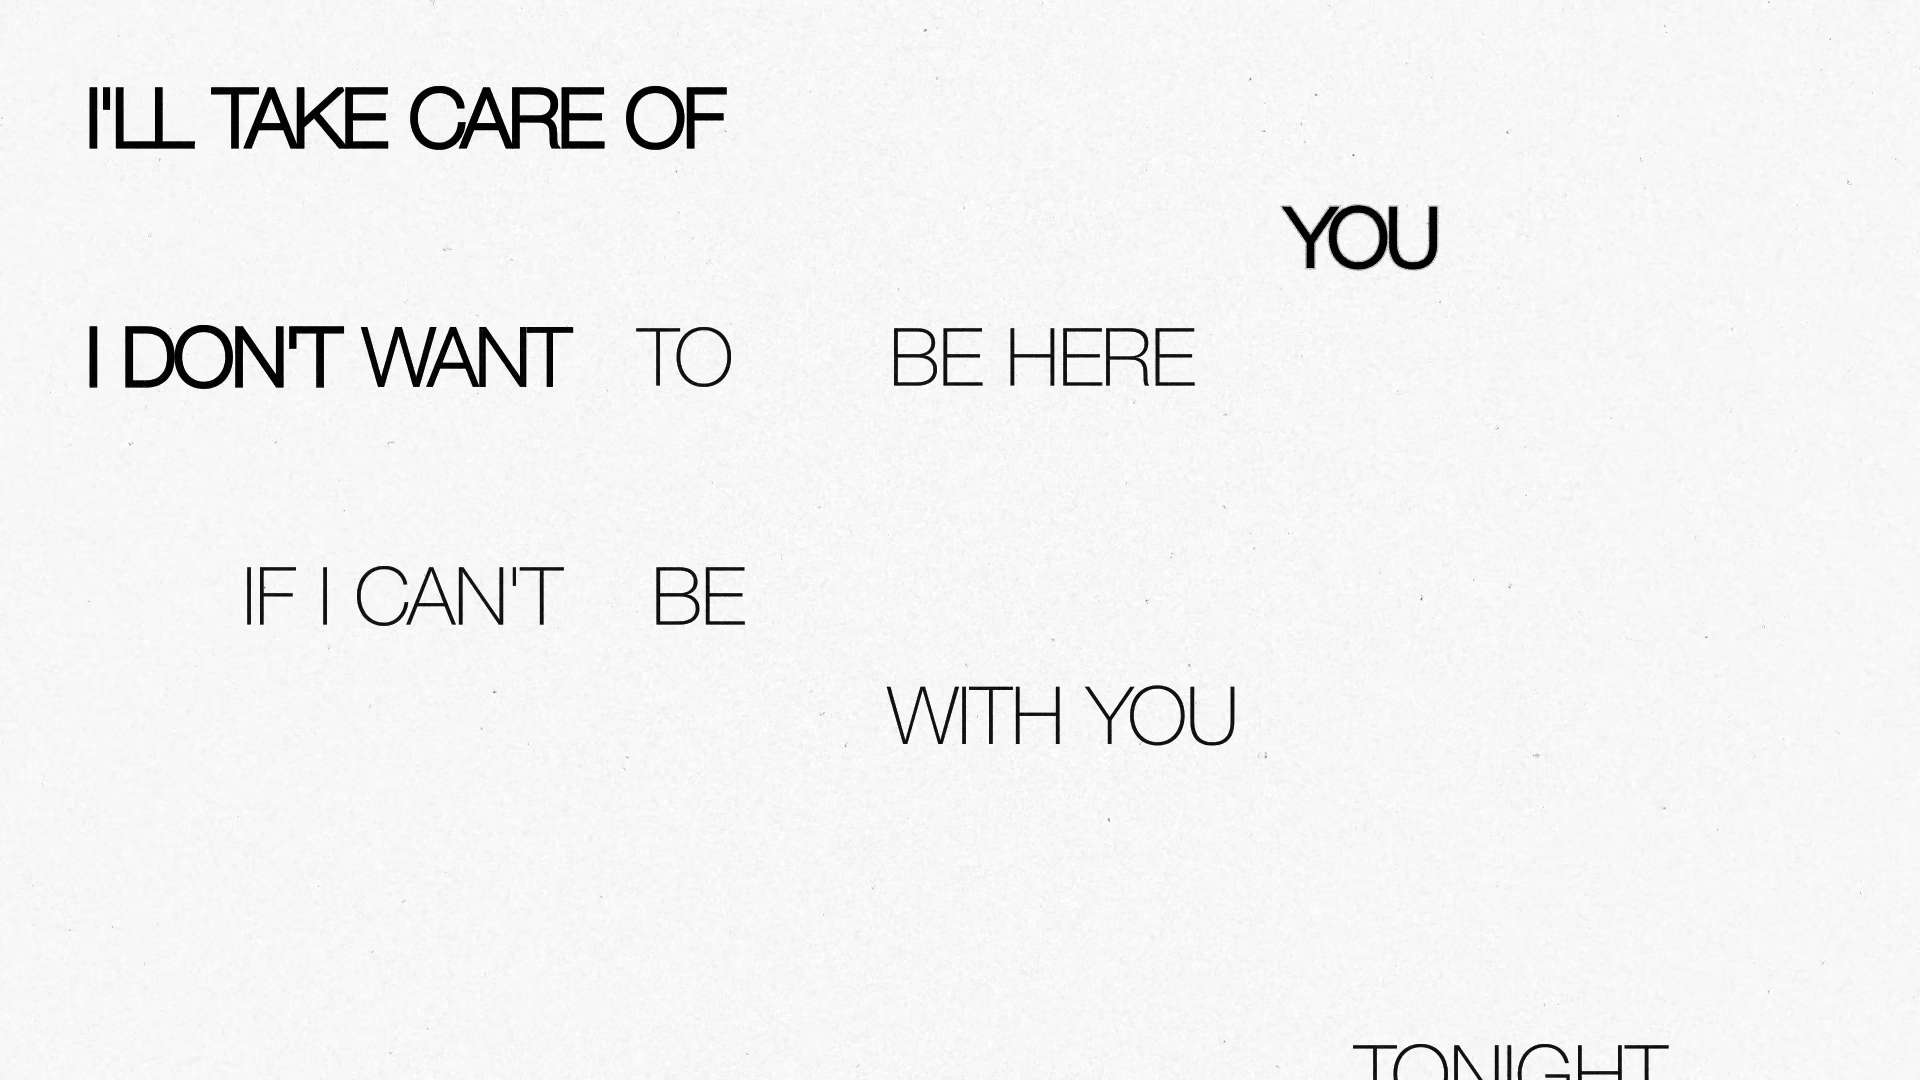 I'LL TAKE CARE OF
YOU
I DON'T WANT TO BE HERE
IF I CAN'T BE
WITH YOU
TONIGHT